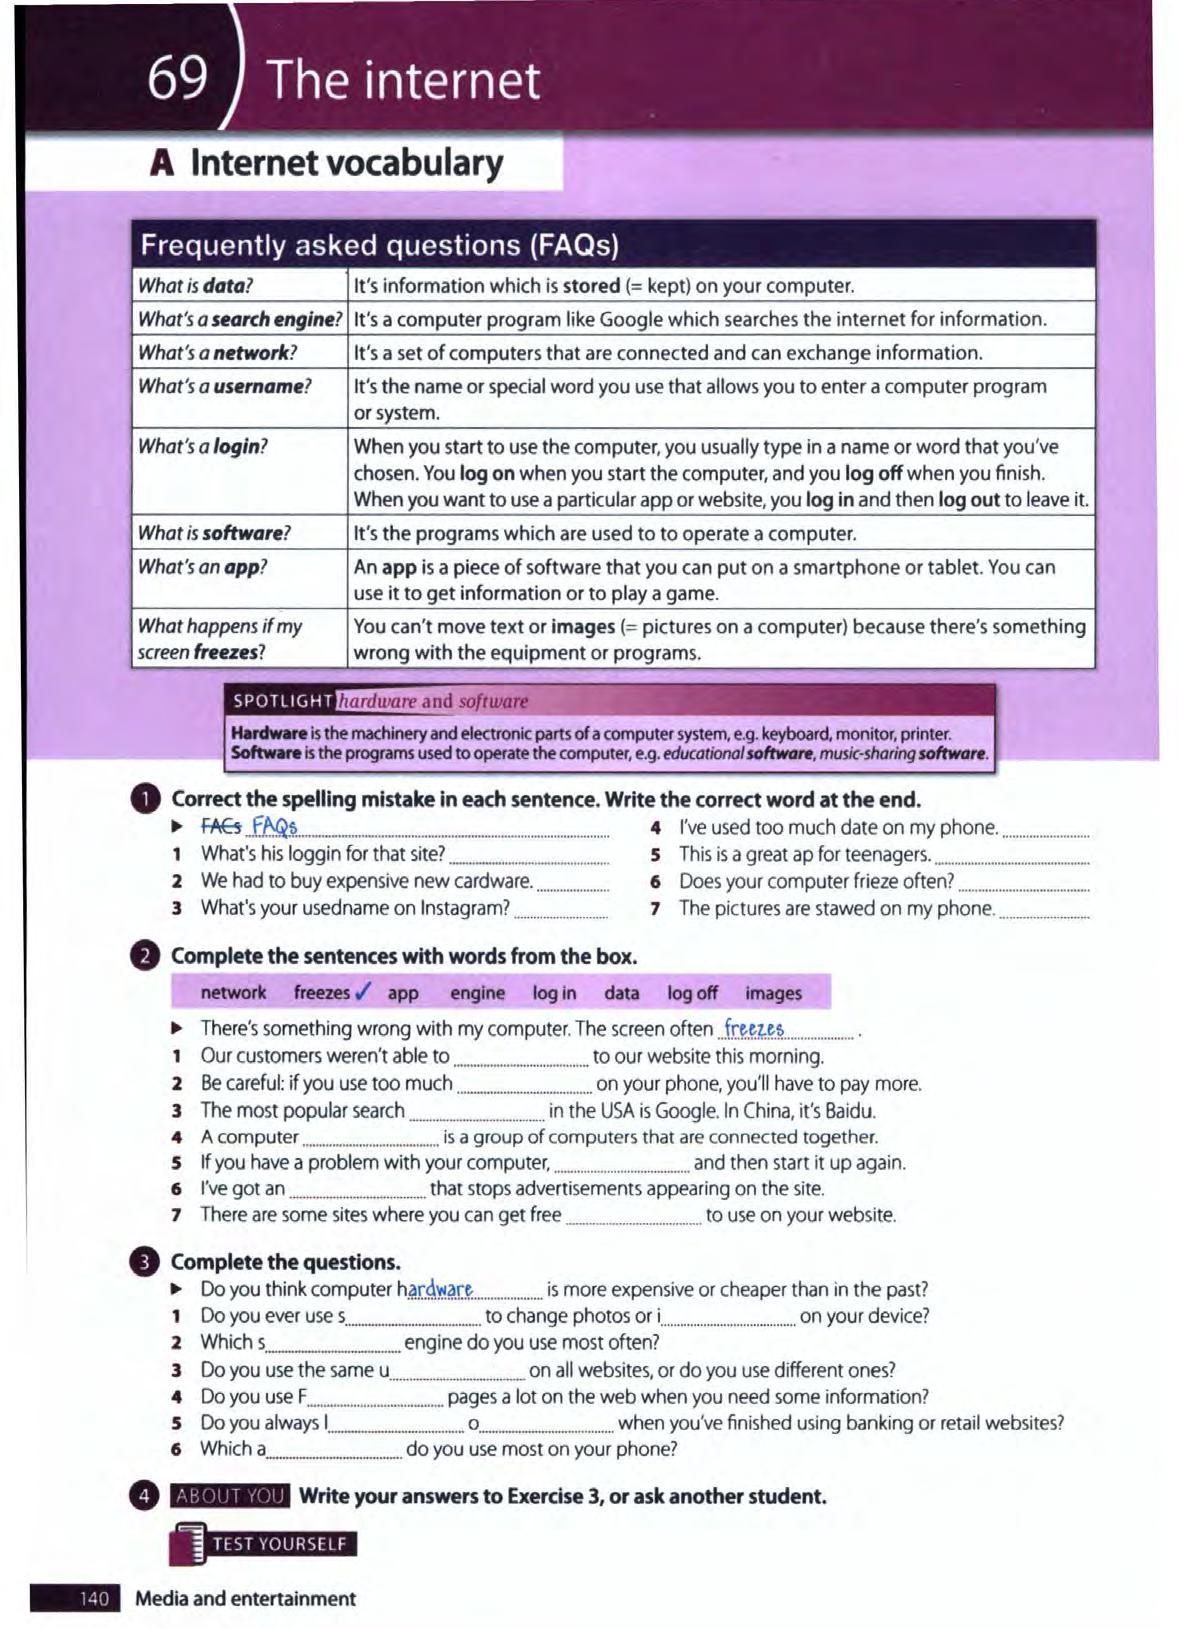 69 The internet
A Internet vocabulary
Frequently asked questions (FAQs)
What is data? It's information which is stored (= kept) on your computer.
What's a search engine? It's a computer program like Google which searches the internet for information.
What's a network? It's a set of computers that are connected and can exchange information.
What's a username? It's the name or special word you use that allows you to enter a computer program
or system.
What's a login? When you start to use the computer, you usually type in a name or word that you've
chosen. You log on when you start the computer, and you log off when you finish.
When you want to use a particular app or website, you log in and then log out to leave it.
What is software? It's the programs which are used to to operate a computer.
What's an app? An app is a piece of software that you can put on a smartphone or tablet. You can
use it to get information or to play a game.
What happens if my You can't move text or images (= pictures on a computer) because there's something
screen freezes? wrong with the equipment or programs.
SPOTLIGHT hardware and software
Hardware is the machinery and electronic parts of a computer system, e.g. keyboard, monitor, printer.
Software is the programs used to operate the computer, e.g. educational software, music-sharing software.
1 Correct the spelling mistake in each sentence. Write the correct word at the end.
► FACs FAQs
1 What's his loggin for that site?
2 We had to buy expensive new cardware.
3 What's your usedname on Instagram?
4 I've used too much date on my phone.
5 This is a great ap for teenagers.
6 Does your computer frieze often?
7 The pictures are stawed on my phone.
2 Complete the sentences with words from the box.
network freezes ✓ app engine log in data log off images
► There's something wrong with my computer. The screen often freezes.
1 Our customers weren't able to ............ to our website this morning.
2 Be careful: if you use too much ............ on your phone, you'll have to pay more.
3 The most popular search ............ in the USA is Google. In China, it's Baidu.
4 A computer ............ is a group of computers that are connected together.
5 If you have a problem with your computer, ............ and then start it up again.
6 I've got an ............ that stops advertisements appearing on the site.
7 There are some sites where you can get free ............ to use on your website.
3 Complete the questions.
► Do you think computer hardware is more expensive or cheaper than in the past?
1 Do you ever use s............ to change photos or i............ on your device?
2 Which s............ engine do you use most often?
3 Do you use the same u............ on all websites, or do you use different ones?
4 Do you use F............ pages a lot on the web when you need some information?
5 Do you always l............ o............ when you've finished using banking or retail websites?
6 Which a............ do you use most on your phone?
4 ABOUT YOU Write your answers to Exercise 3, or ask another student.
TEST YOURSELF
140 Media and entertainment